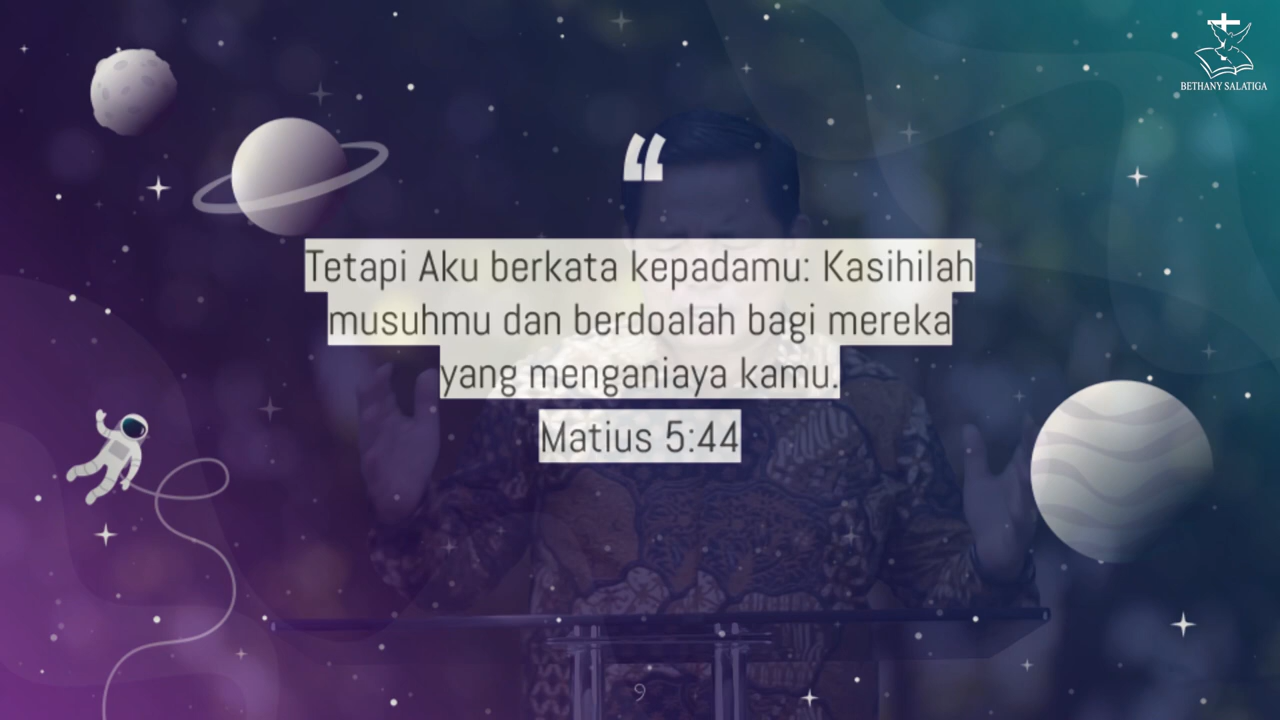 BETHANY SALATIGA
“
Tetapi Aku berkata kepadamu: Kasihilah
musuhmu dan berdoalah bagi mereka
yang menganiaya kamu.
Matius 5:44
9